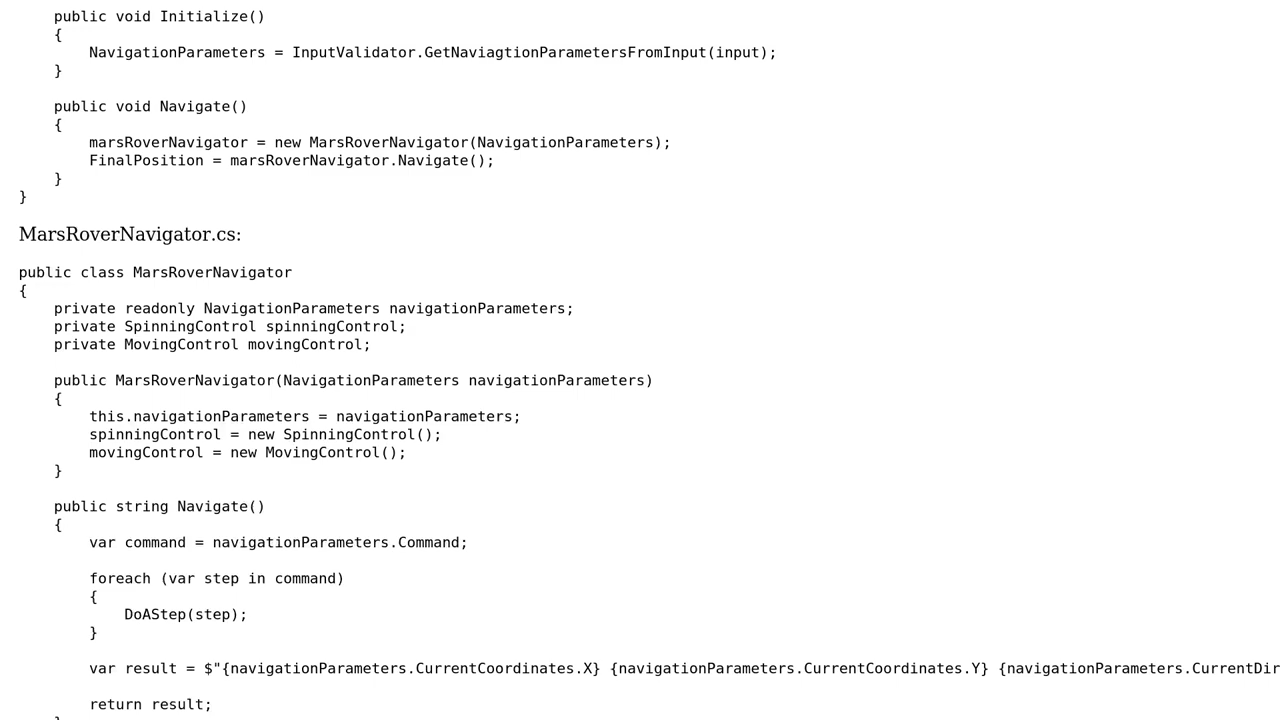 public void Initialize()
    {
        NavigationParameters = InputValidator.GetNaviagtionParametersFromInput(input);
    }

    public void Navigate()
    {
        marsRoverNavigator = new MarsRoverNavigator(NavigationParameters);
        FinalPosition = marsRoverNavigator.Navigate();
    }
}
MarsRoverNavigator.cs:
public class MarsRoverNavigator
{
    private readonly NavigationParameters navigationParameters;
    private SpinningControl spinningControl;
    private MovingControl movingControl;

    public MarsRoverNavigator(NavigationParameters navigationParameters)
    {
        this.navigationParameters = navigationParameters;
        spinningControl = new SpinningControl();
        movingControl = new MovingControl();
    }

    public string Navigate()
    {
        var command = navigationParameters.Command;

        foreach (var step in command)
        {
            DoAStep(step);
        }

        var result = $"{navigationParameters.CurrentCoordinates.X} {navigationParameters.CurrentCoordinates.Y} {navigationParameters.CurrentDir

        return result;